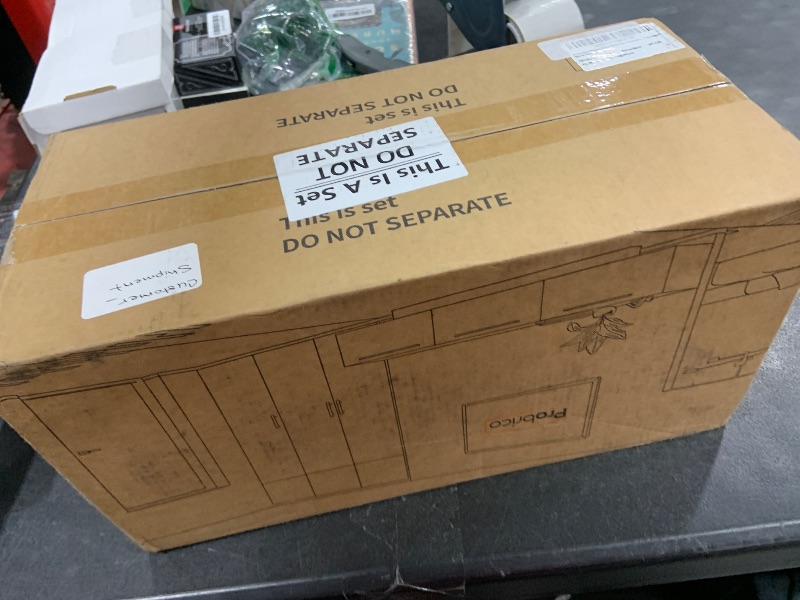 This is set
DO NOT SEPARATE
This Is A Set
DO NOT
SEPARATE
This is set
DO NOT SEPARATE
Customer-
Shipment
Probrico